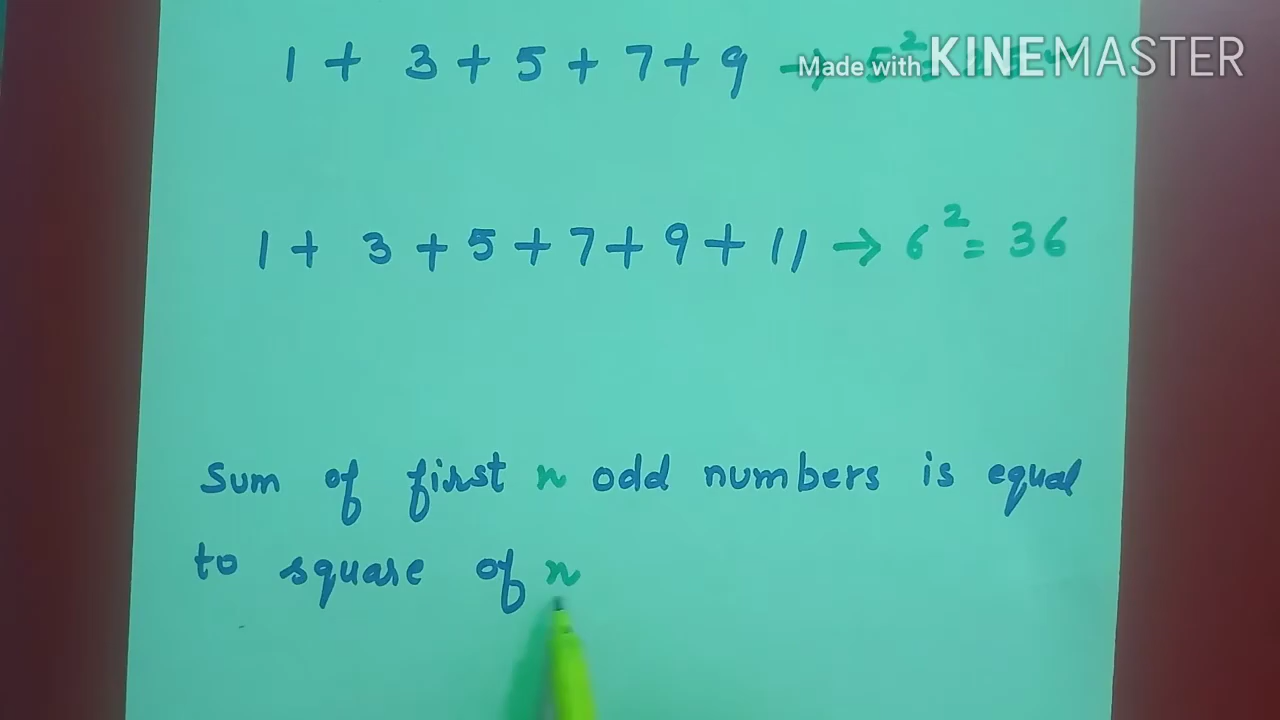 1 + 3 + 5 + 7 + 9 → 5²
Made with KINEMASTER
1 + 3 + 5 + 7 + 9 + 11 → 6² = 36
Sum of first n odd numbers is equal
to square of n